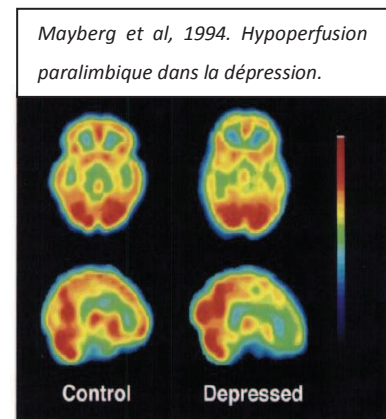 Mayberg et al, 1994. Hypoperfusion
paralimbique dans la dépression.
Control
Depressed